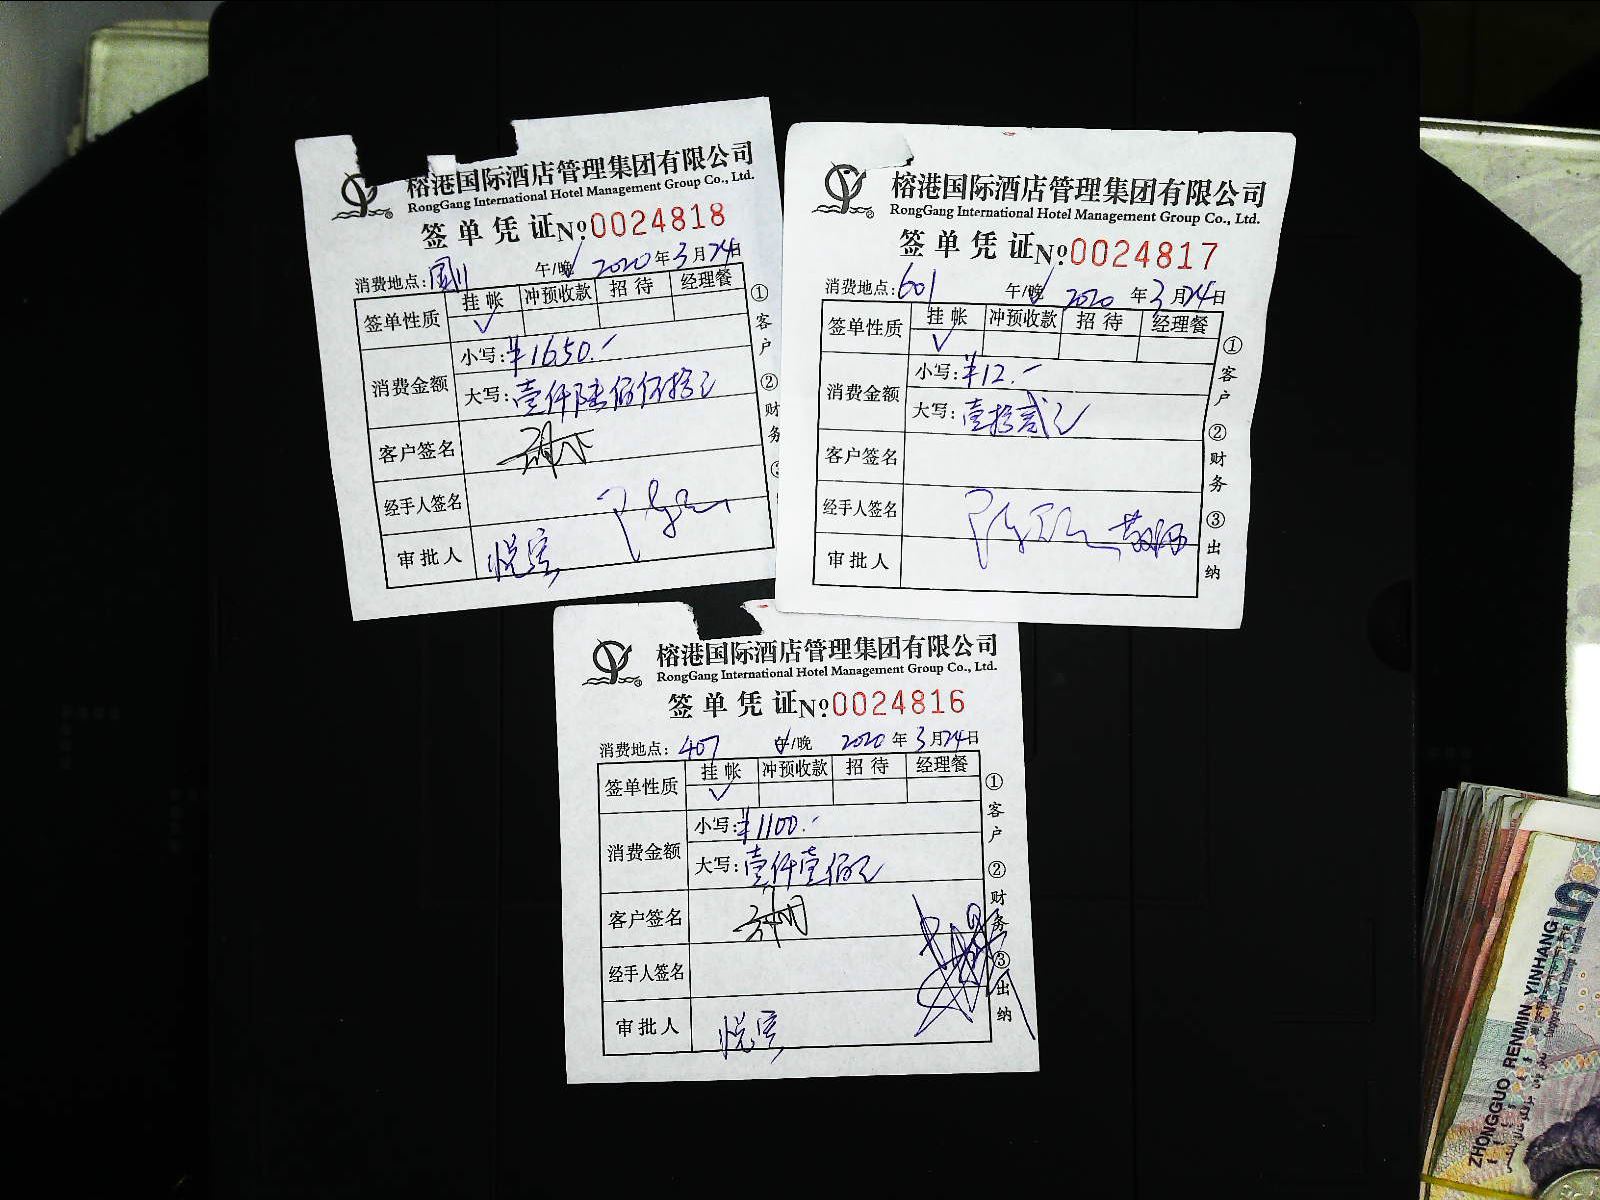 榕港国际酒店管理集团有限公司
RongGang International Hotel Management Group Co., Ltd.
签单凭证 №0024818
消费地点: 午/晚 2020年3月24日
签单性质 挂帐 冲预收款 招待 经理餐
✓
消费金额
小写:¥1650.-
大写:壹仟陆佰伍拾元
客户签名
经手人签名
审批人 悦宾
①客户 ②财务
榕港国际酒店管理集团有限公司
RongGang International Hotel Management Group Co., Ltd.
签单凭证 №0024817
消费地点:601 午/晚 2020年3月24日
签单性质 挂帐 冲预收款 招待 经理餐
✓
消费金额
小写:¥12.-
大写:壹拾贰元
客户签名
经手人签名
审批人
①客户 ②财务 ③出纳
榕港国际酒店管理集团有限公司
RongGang International Hotel Management Group Co., Ltd.
签单凭证 №0024816
消费地点:407 午/晚 2020年3月24日
签单性质 挂帐 冲预收款 招待 经理餐
✓
消费金额
小写:¥1100.-
大写:壹仟壹佰元
客户签名
经手人签名
审批人 悦宾
①客户 ②财务 ③出纳
ZHONGGUO RENMIN YINHANG
5